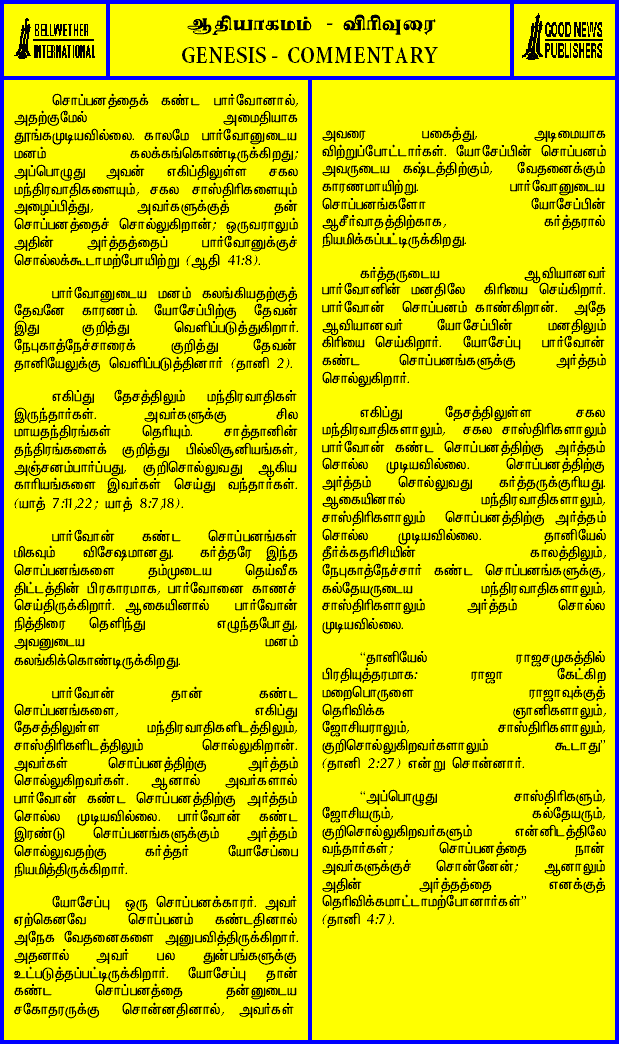 BELLWETHER
INTERNATIONAL
ஆதியாகமம் - விரிவுரை
GENESIS - COMMENTARY
GOOD NEWS
PUBLISHERS
சொப்பனத்தைக் கண்ட பார்வோனால்,
அதற்குமேல் அமைதியாக
தூங்கமுடியவில்லை. காலமே பார்வோனுடைய
மனம் கலக்கங்கொண்டிருக்கிறது;
அப்பொழுது அவன் எகிப்திலுள்ள சகல
மந்திரவாதிகளையும், சகல சாஸ்திரிகளையும்
அழைப்பித்து, அவர்களுக்குத் தன்
சொப்பனத்தைச் சொல்லுகிறான்; ஒருவராலும்
அதின் அர்த்தத்தைப் பார்வோனுக்குச்
சொல்லக்கூடாமற்போயிற்று (ஆதி 41:8).
பார்வோனுடைய மனம் கலங்கியதற்குத்
தேவனே காரணம். யோசேப்பிற்கு தேவன்
இது குறித்து வெளிப்படுத்துகிறார்.
நேபுகாத்நேச்சாரைக் குறித்து தேவன்
தானியேலுக்கு வெளிப்படுத்தினார் (தானி 2).
எகிப்து தேசத்திலும் மந்திரவாதிகள்
இருந்தார்கள். அவர்களுக்கு சில
மாயதந்திரங்கள் தெரியும். சாத்தானின்
தந்திரங்களைக் குறித்து பில்லிசூனியங்கள்,
அஞ்சனம்பார்ப்பது, குறிசொல்லுவது ஆகிய
காரியங்களை இவர்கள் செய்து வந்தார்கள்.
(யாத் 7:11,22; யாத் 8:7,18).
பார்வோன் கண்ட சொப்பனங்கள்
மிகவும் விசேஷமானது. கர்த்தரே இந்த
சொப்பனங்களை தம்முடைய தெய்வீக
திட்டத்தின் பிரகாரமாக, பார்வோனை காணச்
செய்திருக்கிறார். ஆகையினால் பார்வோன்
நித்திரை தெளிந்து எழுந்தபோது,
அவனுடைய மனம்
கலங்கிக்கொண்டிருக்கிறது.
பார்வோன் தான் கண்ட
சொப்பனங்களை, எகிப்து
தேசத்திலுள்ள மந்திரவாதிகளிடத்திலும்,
சாஸ்திரிகளிடத்திலும் சொல்லுகிறான்.
அவர்கள் சொப்பனத்திற்கு அர்த்தம்
சொல்லுகிறவர்கள். ஆனால் அவர்களால்
பார்வோன் கண்ட சொப்பனத்திற்கு அர்த்தம்
சொல்ல முடியவில்லை. பார்வோன் கண்ட
இரண்டு சொப்பனங்களுக்கும் அர்த்தம்
சொல்லுவதற்கு கர்த்தர் யோசேப்பை
நியமித்திருக்கிறார்.
யோசேப்பு ஒரு சொப்பனக்காரர். அவர்
ஏற்கெனவே சொப்பனம் கண்டதினால்
அநேக வேதனைகளை அனுபவித்திருக்கிறார்.
அதனால் அவர் பல துன்பங்களுக்கு
உட்படுத்தப்பட்டிருக்கிறார். யோசேப்பு தான்
கண்ட சொப்பனத்தை தன்னுடைய
சகோதரருக்கு சொன்னதினால், அவர்கள்
அவரை பகைத்து, அடிமையாக
விற்றுப்போட்டார்கள். யோசேப்பின் சொப்பனம்
அவருடைய கஷ்டத்திற்கும், வேதனைக்கும்
காரணமாயிற்று. பார்வோனுடைய
சொப்பனங்களோ யோசேப்பின்
ஆசீர்வாதத்திற்காக, கர்த்தரால்
நியமிக்கப்பட்டிருக்கிறது.
கர்த்தருடைய ஆவியானவர்
பார்வோனின் மனதிலே கிரியை செய்கிறார்.
பார்வோன் சொப்பனம் காண்கிறான். அதே
ஆவியானவர் யோசேப்பின் மனதிலும்
கிரியை செய்கிறார். யோசேப்பு பார்வோன்
கண்ட சொப்பனங்களுக்கு அர்த்தம்
சொல்லுகிறார்.
எகிப்து தேசத்திலுள்ள சகல
மந்திரவாதிகளாலும், சகல சாஸ்திரிகளாலும்
பார்வோன் கண்ட சொப்பனத்திற்கு அர்த்தம்
சொல்ல முடியவில்லை. சொப்பனத்திற்கு
அர்த்தம் சொல்லுவது கர்த்தருக்குரியது.
ஆகையினால் மந்திரவாதிகளாலும்,
சாஸ்திரிகளாலும் சொப்பனத்திற்கு அர்த்தம்
சொல்ல முடியவில்லை. தானியேல்
தீர்க்கதரிசியின் காலத்திலும்,
நேபுகாத்நேச்சார் கண்ட சொப்பனங்களுக்கு,
கல்தேயருடைய மந்திரவாதிகளாலும்,
சாஸ்திரிகளாலும் அர்த்தம் சொல்ல
முடியவில்லை.
“தானியேல் ராஜசமுகத்தில்
பிரதியுத்தரமாக: ராஜா கேட்கிற
மறைபொருளை ராஜாவுக்குத்
தெரிவிக்க ஞானிகளாலும்,
ஜோசியராலும், சாஸ்திரிகளாலும்,
குறிசொல்லுகிறவர்களாலும் கூடாது”
(தானி 2:27) என்று சொன்னார்.
“அப்பொழுது சாஸ்திரிகளும்,
ஜோசியரும், கல்தேயரும்,
குறிசொல்லுகிறவர்களும் என்னிடத்திலே
வந்தார்கள்; சொப்பனத்தை நான்
அவர்களுக்குச் சொன்னேன்; ஆனாலும்
அதின் அர்த்தத்தை எனக்குத்
தெரிவிக்கமாட்டாமற்போனார்கள்”
(தானி 4:7).